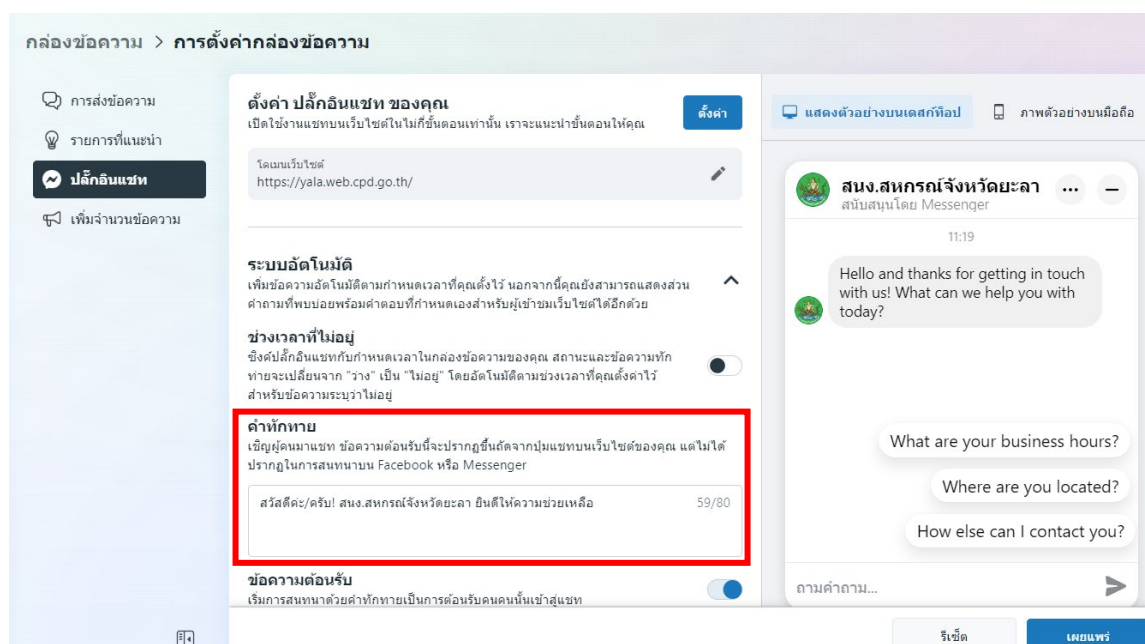 กล่องข้อความ > การตั้งค่ากล่องข้อความ
การส่งข้อความ
รายการที่แนะนำ
ปลั๊กอินแชท
เพิ่มจำนวนข้อความ
ตั้งค่า ปลั๊กอินแชท ของคุณ
เปิดใช้งานแชทบนเว็บไซต์ในไม่กี่ขั้นตอนเท่านั้น เราจะแนะนำขั้นตอนให้คุณ
ตั้งค่า
โดเมนเว็บไซต์
https://yala.web.cpd.go.th/
ระบบอัตโนมัติ
เพิ่มข้อความอัตโนมัติตามกำหนดเวลาที่คุณตั้งไว้ นอกจากนี้คุณยังสามารถแสดงส่วน
คำถามที่พบบ่อยพร้อมคำตอบที่กำหนดเองสำหรับผู้เข้าชมเว็บไซต์ได้อีกด้วย
ช่วงเวลาที่ไม่อยู่
ซิงค์ปลั๊กอินแชทกับกำหนดเวลาในกล่องข้อความของคุณ สถานะและข้อความทัก
ทายจะเปลี่ยนจาก "ว่าง" เป็น "ไม่อยู่" โดยอัตโนมัติตามช่วงเวลาที่คุณตั้งค่าไว้
สำหรับข้อความระบุว่าไม่อยู่
คำทักทาย
เชิญผู้คนมาแชท ข้อความต้อนรับนี้จะปรากฏขึ้นถัดจากปุ่มแชทบนเว็บไซต์ของคุณ แต่ไม่ได้
ปรากฏในการสนทนาบน Facebook หรือ Messenger
สวัสดีค่ะ/ครับ! สนง.สหกรณ์จังหวัดยะลา ยินดีให้ความช่วยเหลือ
59/80
ข้อความต้อนรับ
เริ่มการสนทนาด้วยคำทักทายเป็นการต้อนรับคนคนนั้นเข้าสู่แชท
แสดงตัวอย่างบนเดสก์ท็อป
ภาพตัวอย่างบนมือถือ
สนง.สหกรณ์จังหวัดยะลา
สนับสนุนโดย Messenger
11:19
Hello and thanks for getting in touch
with us! What can we help you with
today?
What are your business hours?
Where are you located?
How else can I contact you?
ถามคำถาม...
รีเซ็ต
เผยแพร่